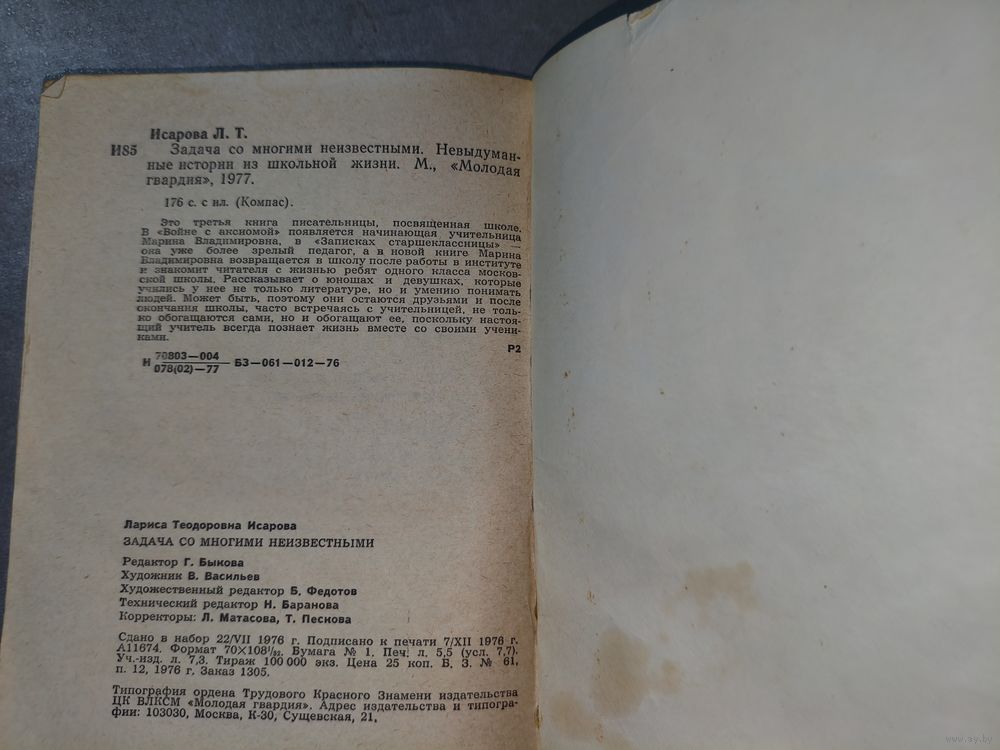 Исарова Л. Т.
И85 Задача со многими неизвестными. Невыдуман-
ные истории из школьной жизни. М., «Молодая
гвардия», 1977.
176 с. с ил. (Компас).
Это третья книга писательницы, посвященная школе.
В «Войне с аксиомой» появляется начинающая учительница
Марина Владимировна, в «Записках старшеклассницы» —
она уже более зрелый педагог, а в новой книге Марина
Владимировна возвращается в школу после работы в институте
и знакомит читателя с жизнью ребят одного класса москов-
ской школы. Рассказывает о юношах и девушках, которые
учились у нее не только литературе, но и умению понимать
людей. Может быть, поэтому они остаются друзьями и после
окончания школы, часто встречаясь с учительницей, не толь-
ко обогащаются сами, но и обогащают ее, поскольку настоя-
щий учитель всегда познает жизнь вместе со своими учени-
ками.
Р2
И 70803—004
078(02)—77 БЗ—061—012—76
Лариса Теодоровна Исарова
ЗАДАЧА СО МНОГИМИ НЕИЗВЕСТНЫМИ
Редактор Г. Быкова
Художник В. Васильев
Художественный редактор Б. Федотов
Технический редактор Н. Баранова
Корректоры: Л. Матасова, Т. Пескова
Сдано в набор 22/VII 1976 г. Подписано к печати 7/XII 1976 г.
А11674. Формат 70×108¹/₃₂. Бумага № 1. Печ. л. 5,5 (усл. 7,7).
Уч.-изд. л. 7,3. Тираж 100 000 экз. Цена 25 коп. Б. З. № 61,
п. 12, 1976 г. Заказ 1305.
Типография ордена Трудового Красного Знамени издательства
ЦК ВЛКСМ «Молодая гвардия». Адрес издательства и типогра-
фии: 103030, Москва, К-30, Сущевская, 21.
www.ay.by